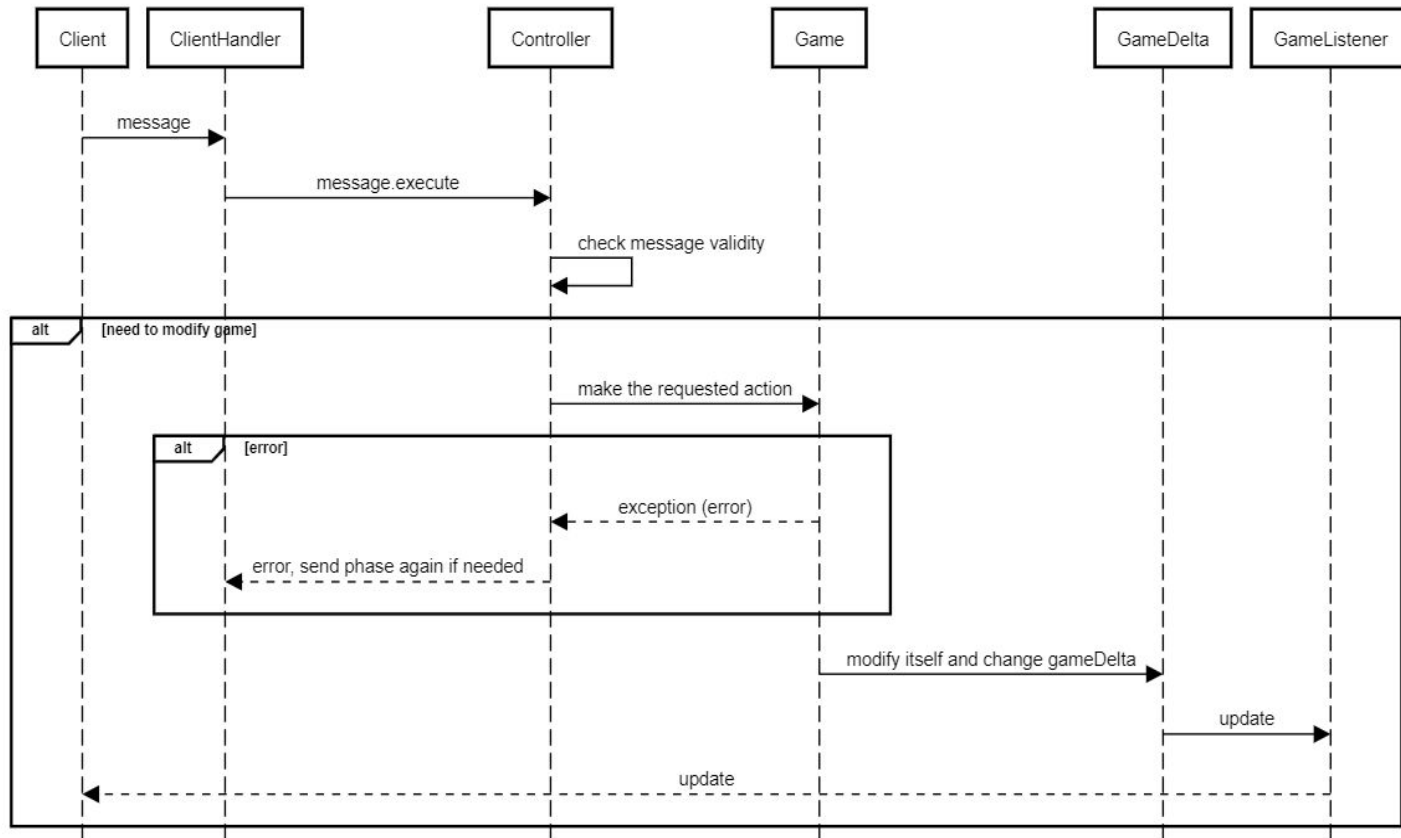 Client
ClientHandler
Controller
Game
GameDelta
GameListener
message
message.execute
check message validity
alt
[need to modify game]
make the requested action
alt
[error]
exception (error)
error, send phase again if needed
modify itself and change gameDelta
update
update